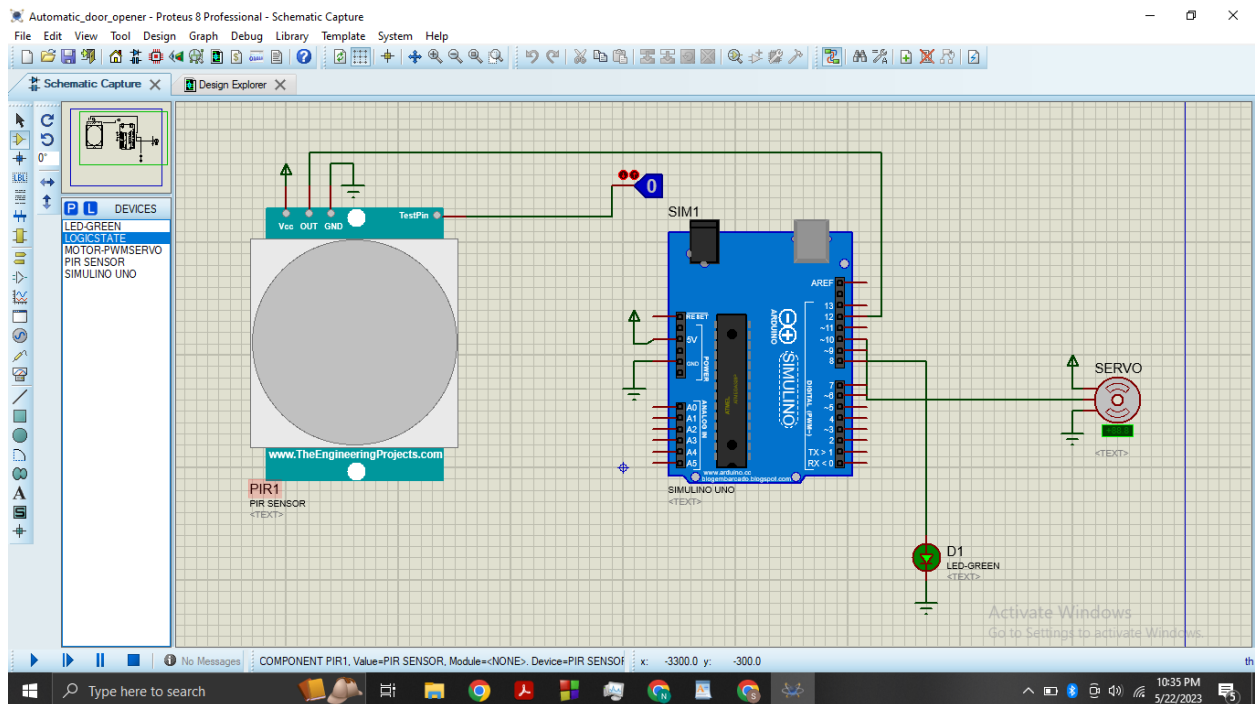 Automatic_door_opener - Proteus 8 Professional - Schematic Capture
File Edit View Tool Design Graph Debug Library Template System Help
Schematic Capture
Design Explorer
0°
P L DEVICES
LED-GREEN
LOGICSTATE
MOTOR-PWMSERVO
PIR SENSOR
SIMULINO UNO
Vcc OUT GND
TestPin
www.TheEngineeringProjects.com
PIR1
PIR SENSOR
<TEXT>
0
SIM1
AREF
13
12
~11
~10
~9
8
7
~6
~5
4
~3
2
TX > 1
RX < 0
RESET
5V
GND
POWER
A0
A1
A2
A3
A4
A5
ANALOG IN
ARDUINO
SIMULINO
DIGITAL (PWM~)
www.arduino.cc
blogembarcado.blogspot.com
SIMULINO UNO
<TEXT>
SERVO
<TEXT>
D1
LED-GREEN
<TEXT>
Activate Windows
Go to Settings to activate Windows.
No Messages
COMPONENT PIR1, Value=PIR SENSOR, Module=<NONE>. Device=PIR SENSOR
x: -3300.0 y: -300.0
th
Type here to search
10:35 PM
5/22/2023
5